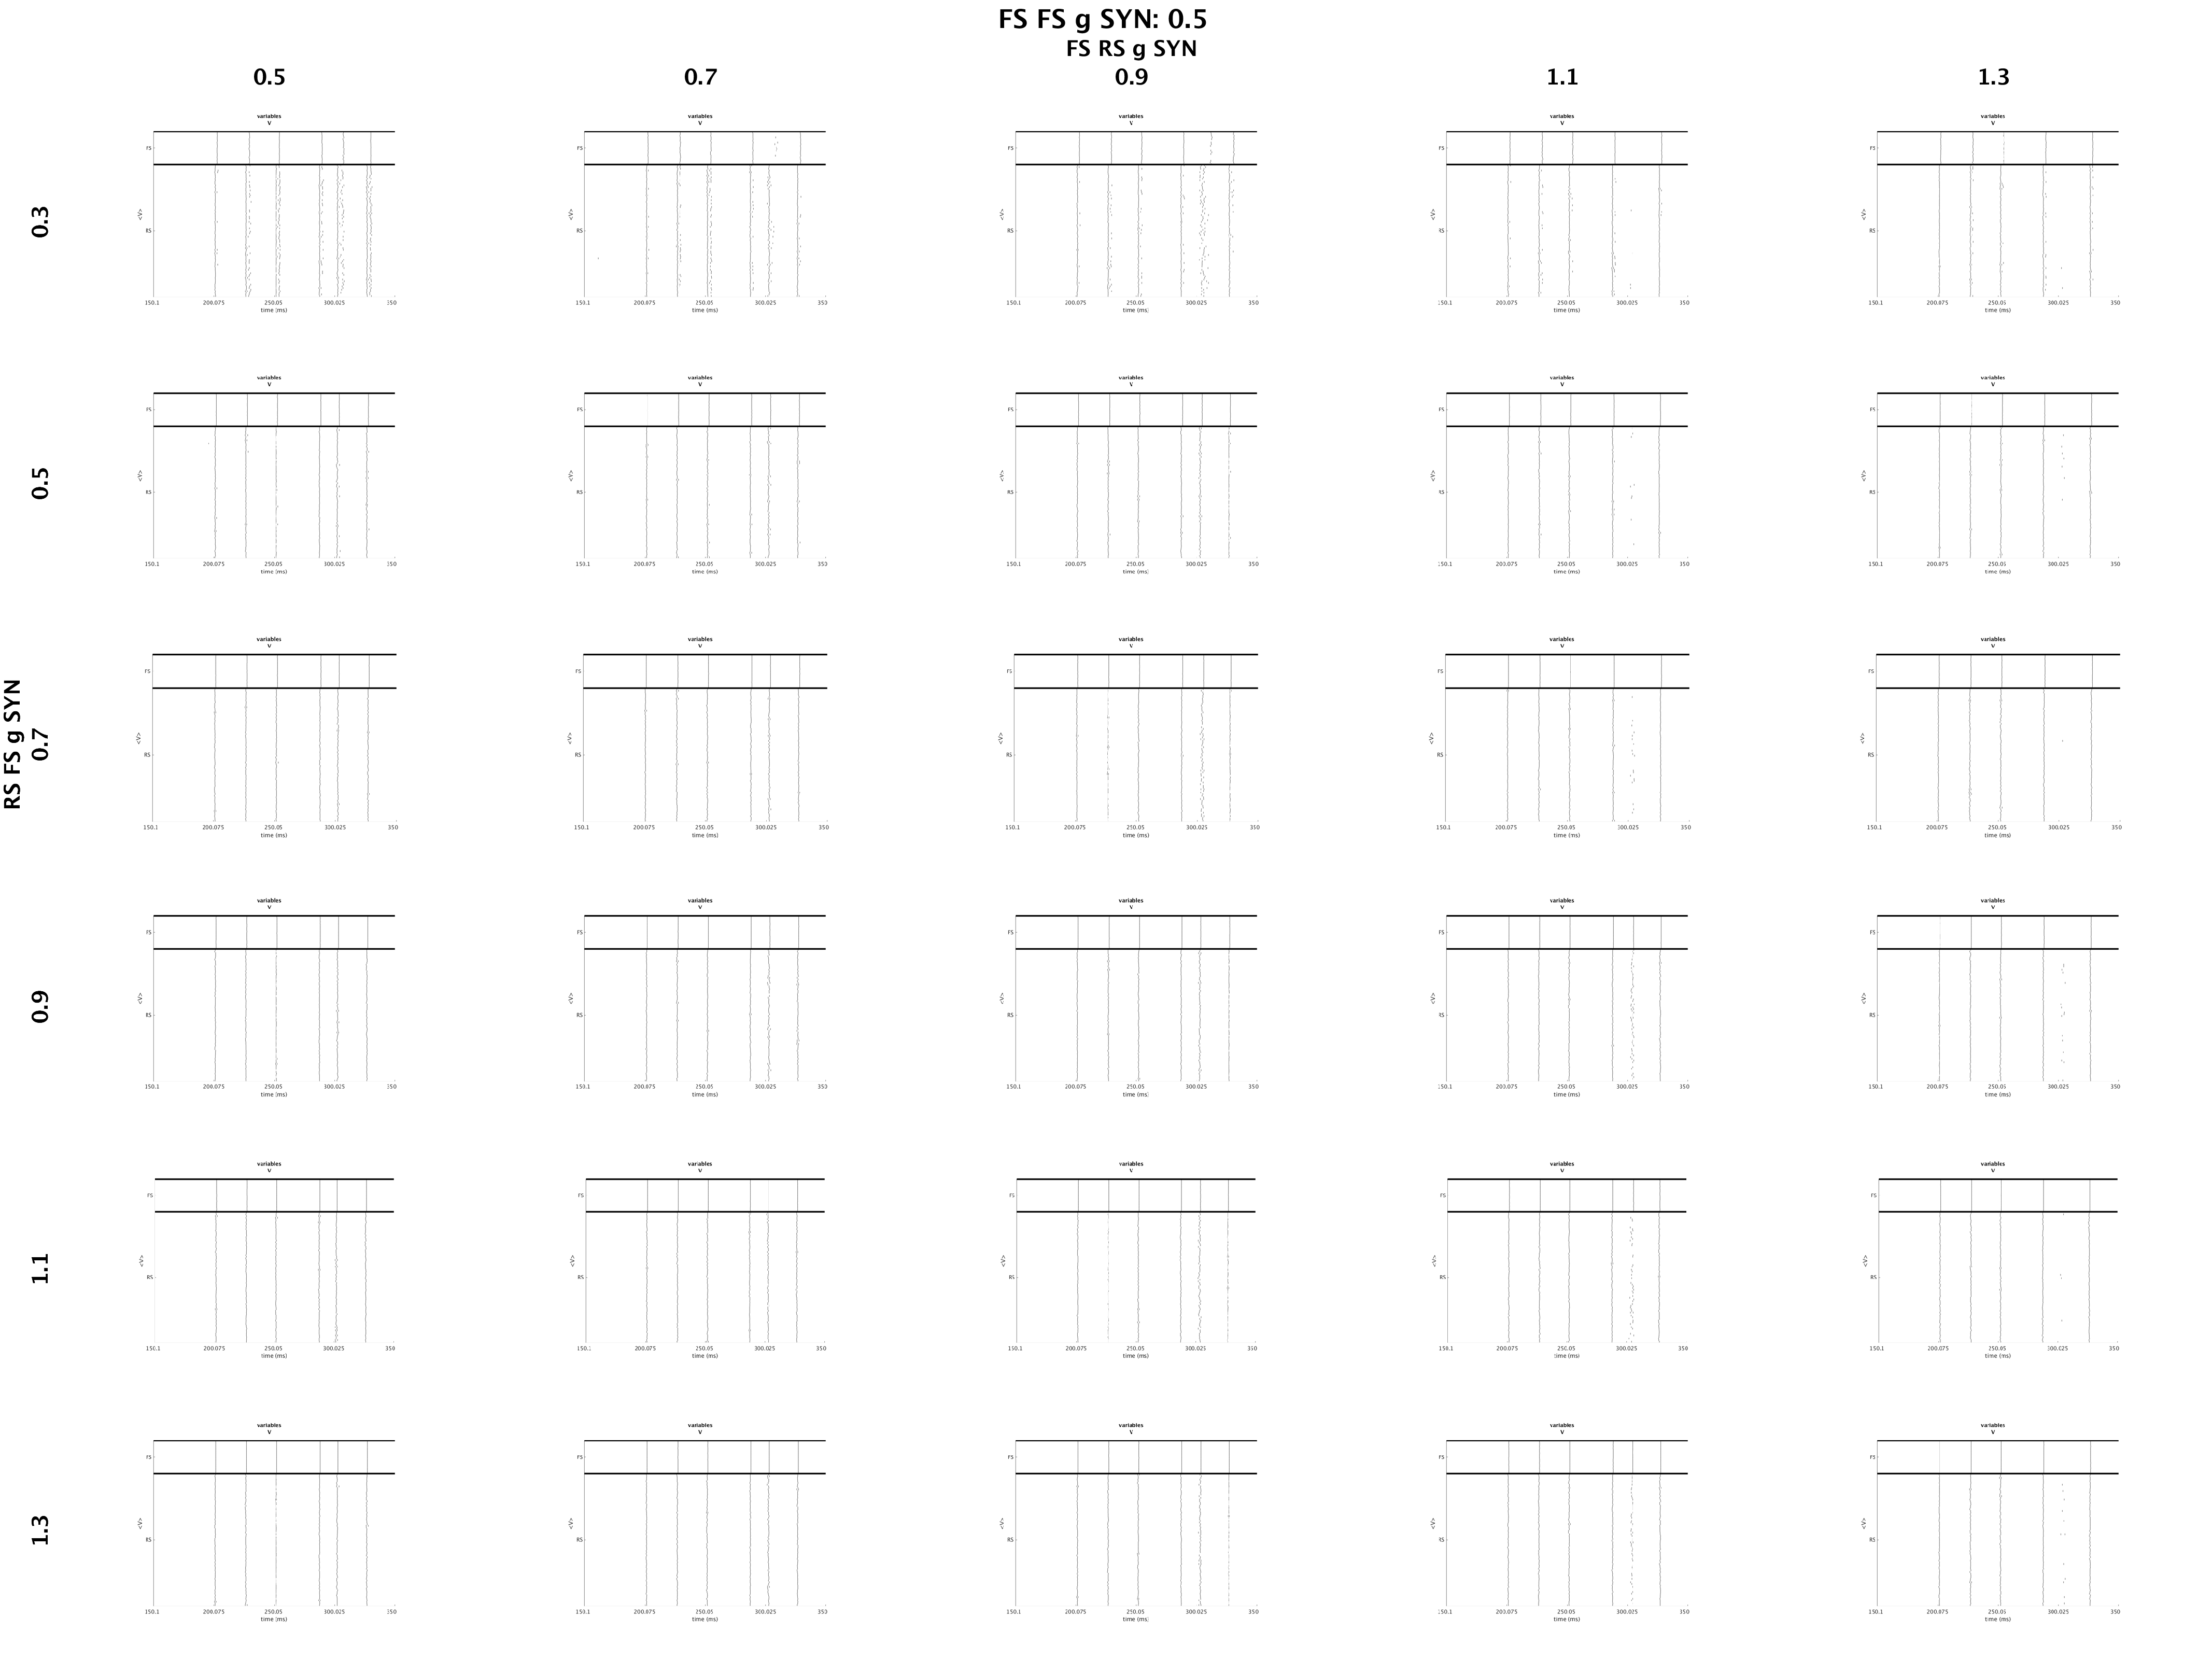 FS FS g SYN: 0.5
FS RS g SYN
0.5 0.7 0.9 1.1 1.3
RS FS g SYN
0.3
variables variables variables variables variables
V V V V V
FS FS FS FS FS
<V> <V> <V> <V> <V>
RS RS RS RS RS
150.1 200.075 250.05 300.025 350 150.1 200.075 250.05 300.025 350 150.1 200.075 250.05 300.025 350 150.1 200.075 250.05 300.025 350 150.1 200.075 250.05 300.025 350
time (ms) time (ms) time (ms) time (ms) time (ms)
0.5
variables variables variables variables variables
V V V V V
FS FS FS FS FS
<V> <V> <V> <V> <V>
RS RS RS RS RS
150.1 200.075 250.05 300.025 350 150.1 200.075 250.05 300.025 350 150.1 200.075 250.05 300.025 350 150.1 200.075 250.05 300.025 350 150.1 200.075 250.05 300.025 350
time (ms) time (ms) time (ms) time (ms) time (ms)
0.7
variables variables variables variables variables
V V V V V
FS FS FS FS FS
<V> <V> <V> <V> <V>
RS RS RS RS RS
150.1 200.075 250.05 300.025 350 150.1 200.075 250.05 300.025 350 150.1 200.075 250.05 300.025 350 150.1 200.075 250.05 300.025 350 150.1 200.075 250.05 300.025 350
time (ms) time (ms) time (ms) time (ms) time (ms)
0.9
variables variables variables variables variables
V V V V V
FS FS FS FS FS
<V> <V> <V> <V> <V>
RS RS RS RS RS
150.1 200.075 250.05 300.025 350 150.1 200.075 250.05 300.025 350 150.1 200.075 250.05 300.025 350 150.1 200.075 250.05 300.025 350 150.1 200.075 250.05 300.025 350
time (ms) time (ms) time (ms) time (ms) time (ms)
1.1
variables variables variables variables variables
V V V V V
FS FS FS FS FS
<V> <V> <V> <V> <V>
RS RS RS RS RS
150.1 200.075 250.05 300.025 350 150.1 200.075 250.05 300.025 350 150.1 200.075 250.05 300.025 350 150.1 200.075 250.05 300.025 350 150.1 200.075 250.05 300.025 350
time (ms) time (ms) time (ms) time (ms) time (ms)
1.3
variables variables variables variables variables
V V V V V
FS FS FS FS FS
<V> <V> <V> <V> <V>
RS RS RS RS RS
150.1 200.075 250.05 300.025 350 150.1 200.075 250.05 300.025 350 150.1 200.075 250.05 300.025 350 150.1 200.075 250.05 300.025 350 150.1 200.075 250.05 300.025 350
time (ms) time (ms) time (ms) time (ms) time (ms)